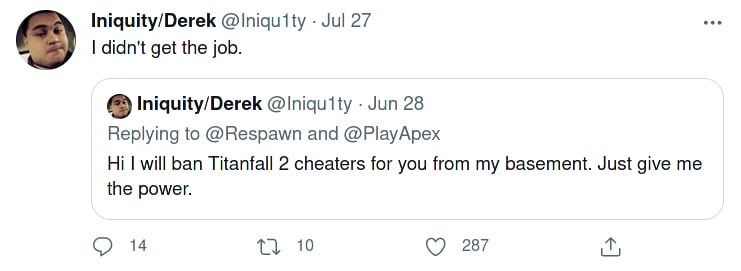 Iniquity/Derek @Iniqu1ty · Jul 27
I didn't get the job.
Iniquity/Derek @Iniqu1ty · Jun 28
Replying to @Respawn and @PlayApex
Hi I will ban Titanfall 2 cheaters for you from my basement. Just give me
the power.
14 10 287